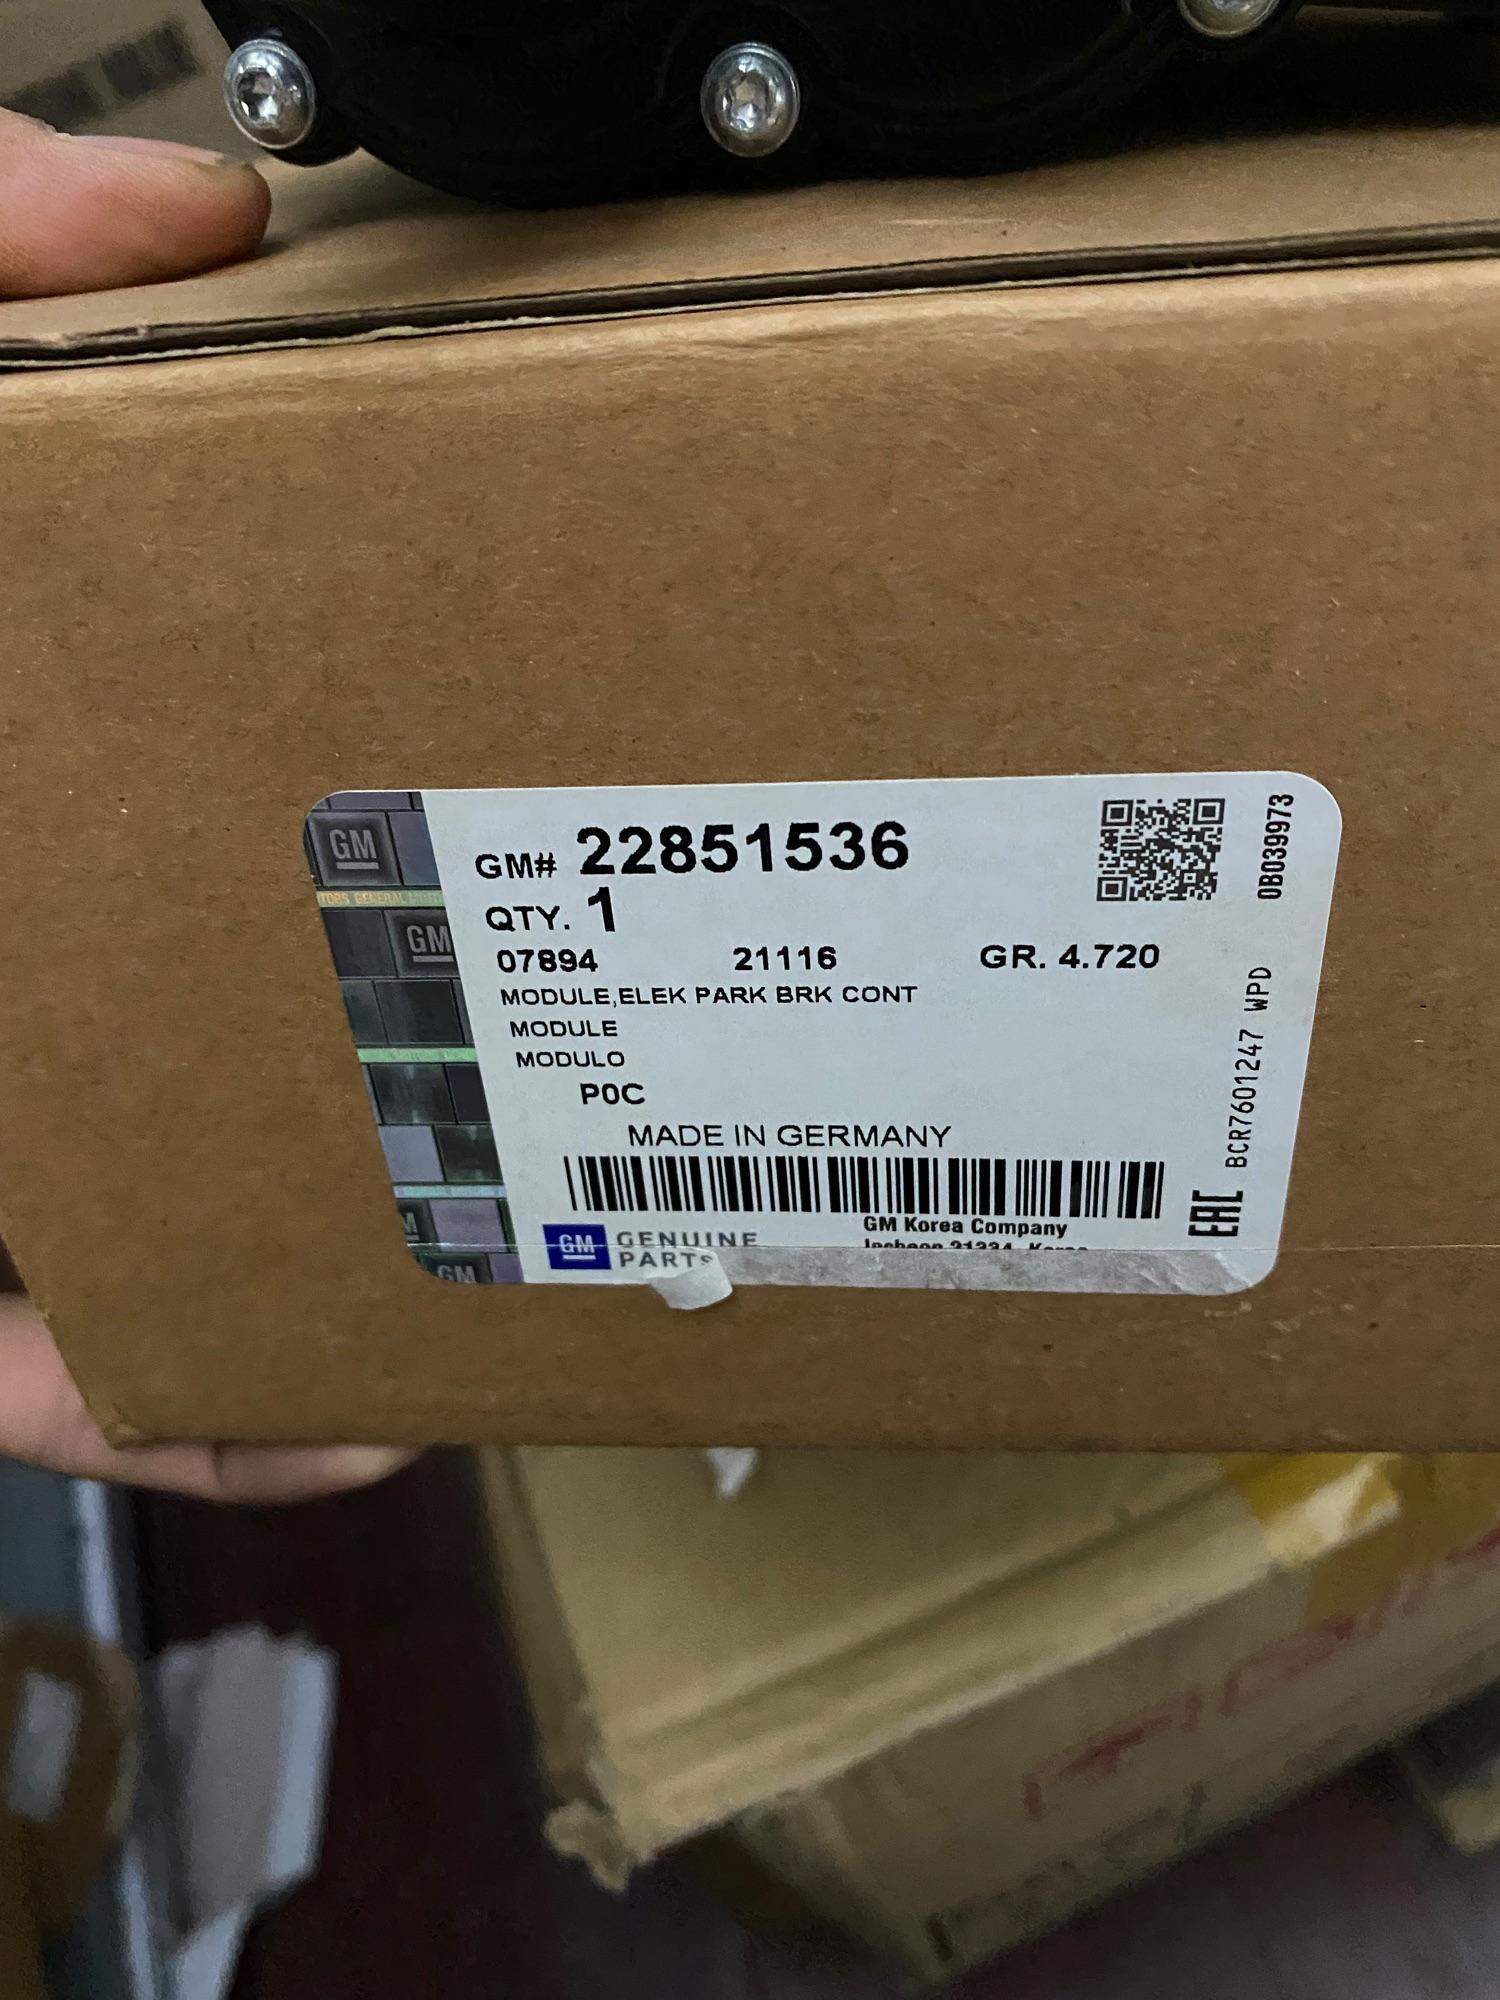 GM
GM
GM# 22851536
QTY. 1
07894 21116 GR. 4.720
MODULE,ELEK PARK BRK CONT
MODULE
MODULO
P0C
MADE IN GERMANY
GM GENUINE
PARTS
GM Korea Company
GM
EAC
BCR7601247 WPD
0B039973